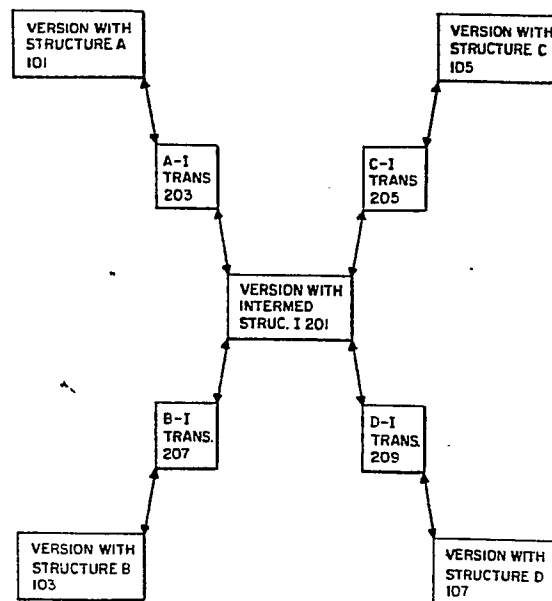 VERSION WITH
STRUCTURE A
101
VERSION WITH
STRUCTURE C
105
A-I
TRANS
203
C-I
TRANS
205
VERSION WITH
INTERMED
STRUC. I 201
B-I
TRANS.
207
D-I
TRANS.
209
VERSION WITH
STRUCTURE B
103
VERSION WITH
STRUCTURE D
107